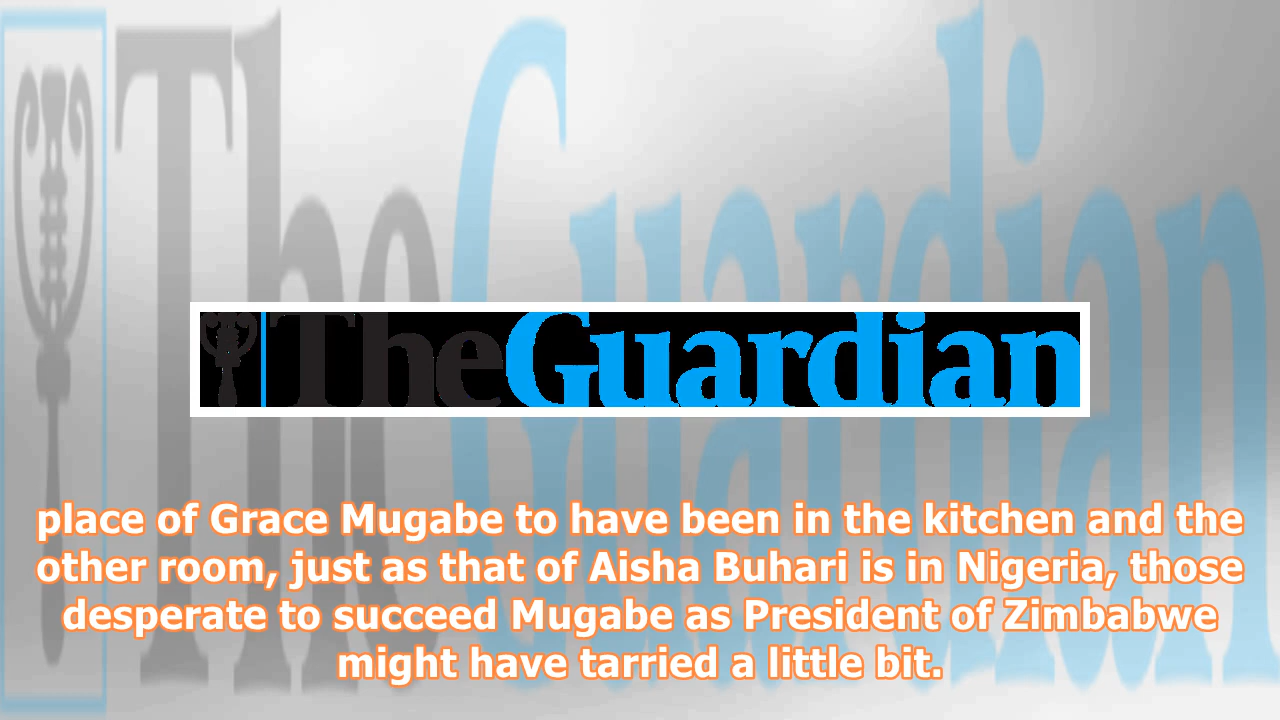 The Guardian
TheGuardian
place of Grace Mugabe to have been in the kitchen and the
other room, just as that of Aisha Buhari is in Nigeria, those
desperate to succeed Mugabe as President of Zimbabwe
might have tarried a little bit.